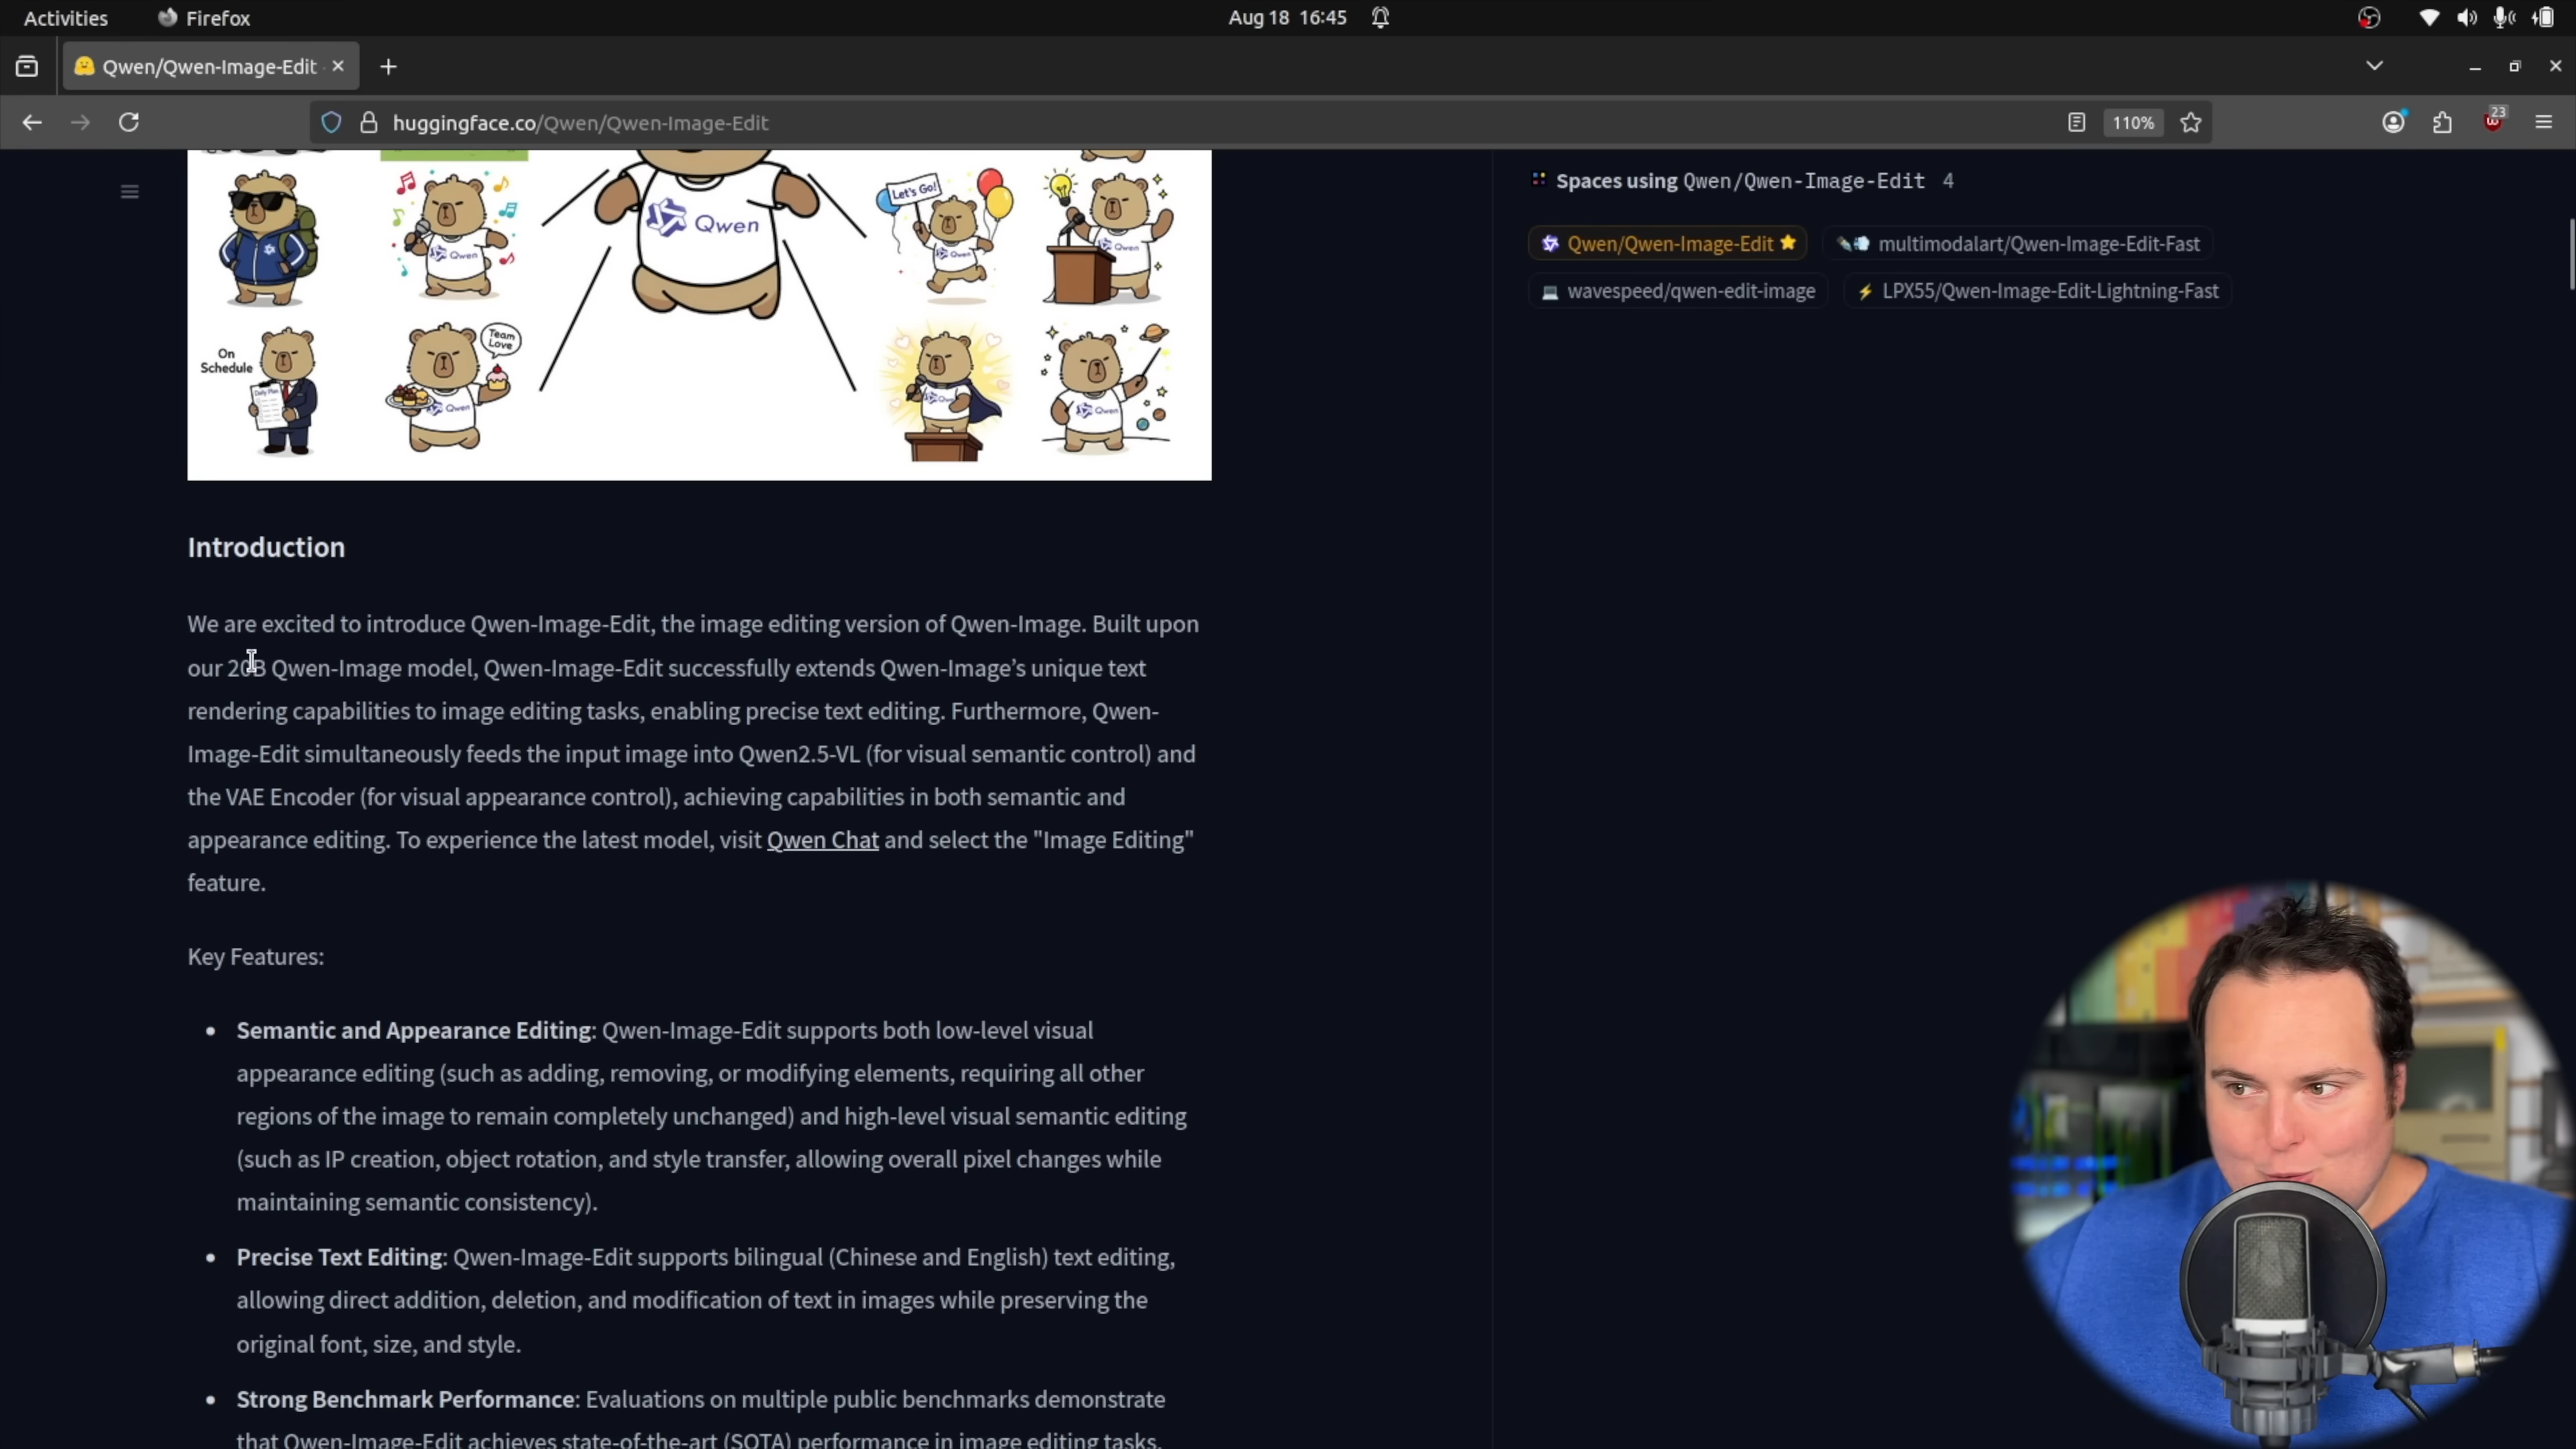 Activities
Firefox
Aug 18 16:45
Qwen/Qwen-Image-Edit
huggingface.co/Qwen/Qwen-Image-Edit
110%
23
Qwen
Qwen
Let's Go!
Qwen
Qwen
On
Schedule
Daily Plan
Team
Love
Qwen
Qwen
Qwen
Spaces using Qwen/Qwen-Image-Edit 4
Qwen/Qwen-Image-Edit
multimodalart/Qwen-Image-Edit-Fast
wavespeed/qwen-edit-image
LPX55/Qwen-Image-Edit-Lightning-Fast
Introduction
We are excited to introduce Qwen-Image-Edit, the image editing version of Qwen-Image. Built upon
our 20B Qwen-Image model, Qwen-Image-Edit successfully extends Qwen-Image’s unique text
rendering capabilities to image editing tasks, enabling precise text editing. Furthermore, Qwen-
Image-Edit simultaneously feeds the input image into Qwen2.5-VL (for visual semantic control) and
the VAE Encoder (for visual appearance control), achieving capabilities in both semantic and
appearance editing. To experience the latest model, visit Qwen Chat and select the "Image Editing"
feature.
Key Features:
• Semantic and Appearance Editing: Qwen-Image-Edit supports both low-level visual
appearance editing (such as adding, removing, or modifying elements, requiring all other
regions of the image to remain completely unchanged) and high-level visual semantic editing
(such as IP creation, object rotation, and style transfer, allowing overall pixel changes while
maintaining semantic consistency).
• Precise Text Editing: Qwen-Image-Edit supports bilingual (Chinese and English) text editing,
allowing direct addition, deletion, and modification of text in images while preserving the
original font, size, and style.
• Strong Benchmark Performance: Evaluations on multiple public benchmarks demonstrate
that Qwen-Image-Edit achieves state-of-the-art (SOTA) performance in image editing tasks,